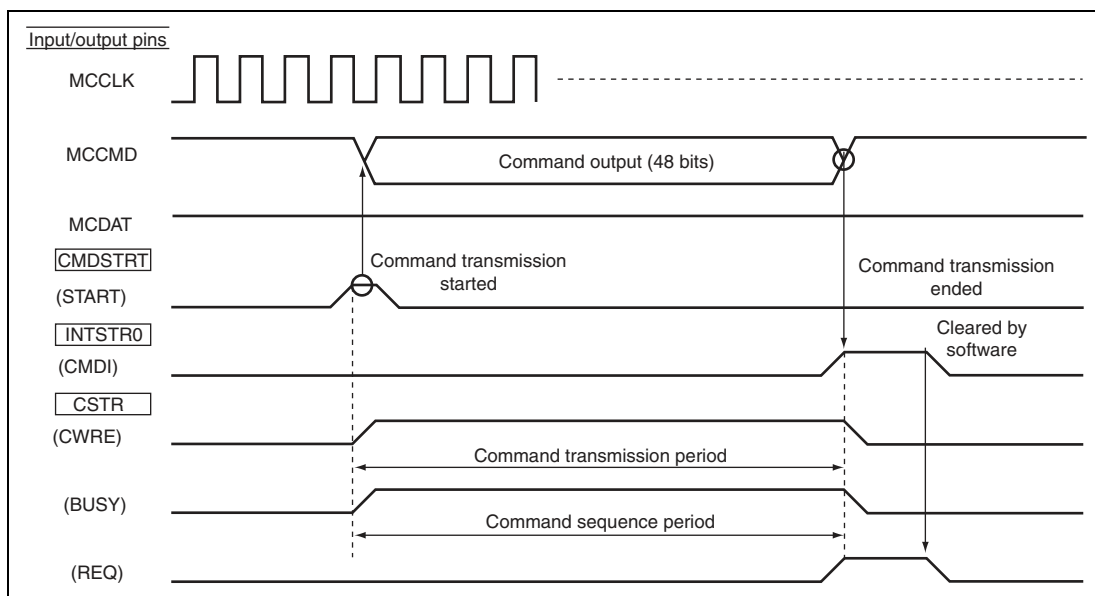 Input/output pins
MCCLK
MCCMD
Command output (48 bits)
MCDAT
CMDSTRT
(START)
Command transmission
started
Command transmission
ended
INTSTR0
(CMDI)
Cleared by
software
CSTR
(CWRE)
Command transmission period
(BUSY)
Command sequence period
(REQ)